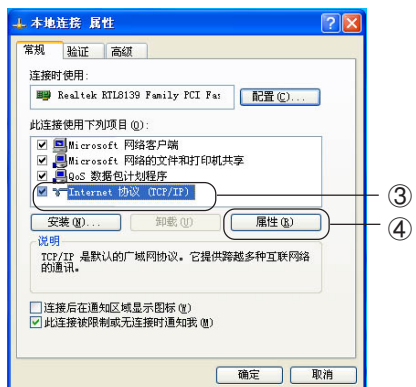 本地连接 属性
常规 验证 高级
连接时使用:
Realtek RTL8139 Family PCI Fas
配置(C)...
此连接使用下列项目(O):
Microsoft 网络客户端
Microsoft 网络的文件和打印机共享
QoS 数据包计划程序
Internet 协议 (TCP/IP)
③
安装(N)... 卸载(U) 属性(R)
④
说明
TCP/IP 是默认的广域网协议。它提供跨越多种互联网络
的通讯。
连接后在通知区域显示图标(W)
此连接被限制或无连接时通知我(M)
确定 取消